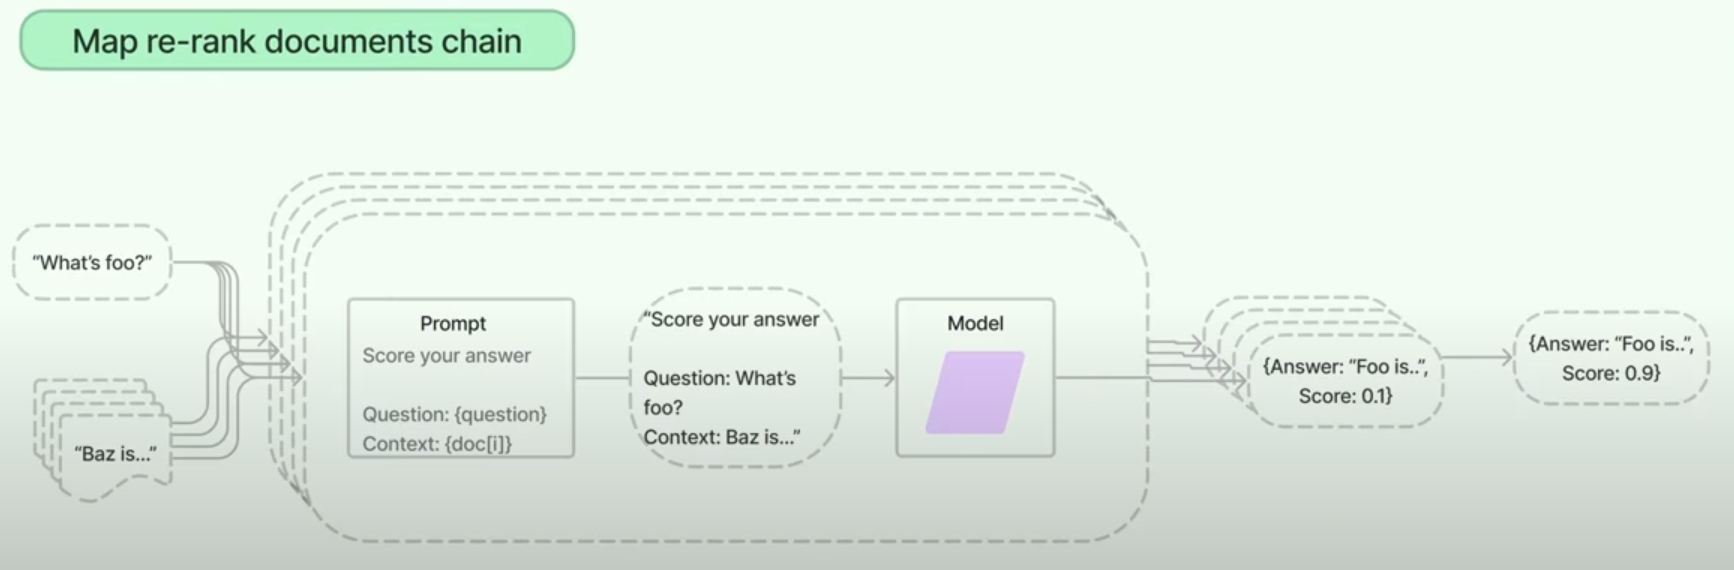 Map re-rank documents chain
“What’s foo?”
“Baz is...”
Prompt
Score your answer
Question: {question}
Context: {doc[i]}
“Score your answer
Question: What’s
foo?
Context: Baz is...”
Model
{Answer: “Foo is..”,
Score: 0.1}
{Answer: “Foo is..”,
Score: 0.9}